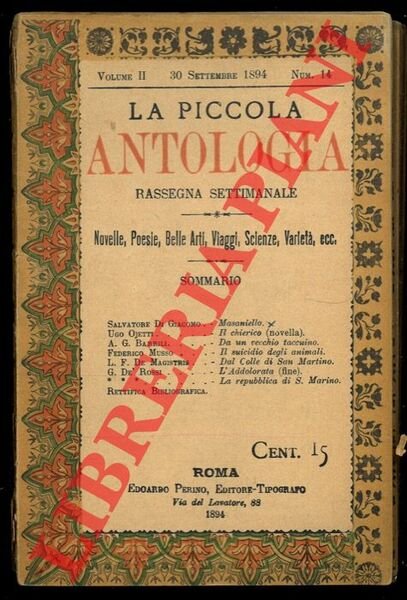 Volume II 30 Settembre 1894 Num. 14
LA PICCOLA
ANTOLOGIA
RASSEGNA SETTIMANALE
Novelle, Poesie, Belle Arti, Viaggi, Scienze, Varietà, ecc.
SOMMARIO
Salvatore Di Giacomo. - Masaniello.
Ugo Ojetti - Il chierico (novella).
A. G. Barrili. - Da un vecchio taccuino.
Federico Musso - Il suicidio degli animali.
L. F. De Magistris - Dal Colle di San Martino.
G. De Rossi - L'Addolorata (fine).
* * * - La repubblica di S. Marino.
Rettifica Bibliografica.
Cent. 15
ROMA
Edoardo Perino, Editore-Tipografo
Via del Lavatore, 88
1894
LIBRERIA PIANI